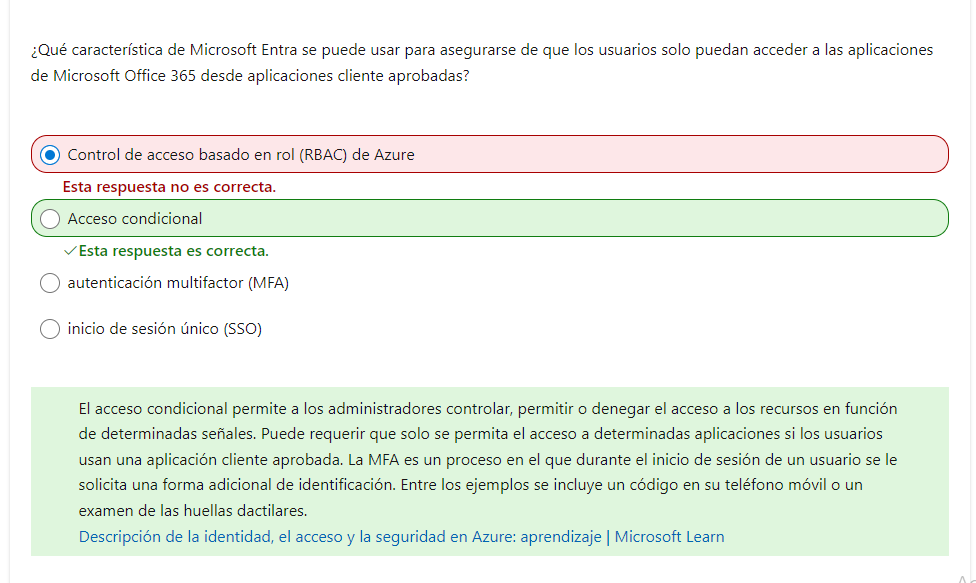 ¿Qué característica de Microsoft Entra se puede usar para asegurarse de que los usuarios solo puedan acceder a las aplicaciones
de Microsoft Office 365 desde aplicaciones cliente aprobadas?
Control de acceso basado en rol (RBAC) de Azure
Esta respuesta no es correcta.
Acceso condicional
✓Esta respuesta es correcta.
autenticación multifactor (MFA)
inicio de sesión único (SSO)
El acceso condicional permite a los administradores controlar, permitir o denegar el acceso a los recursos en función
de determinadas señales. Puede requerir que solo se permita el acceso a determinadas aplicaciones si los usuarios
usan una aplicación cliente aprobada. La MFA es un proceso en el que durante el inicio de sesión de un usuario se le
solicita una forma adicional de identificación. Entre los ejemplos se incluye un código en su teléfono móvil o un
examen de las huellas dactilares.
Descripción de la identidad, el acceso y la seguridad en Azure: aprendizaje | Microsoft Learn